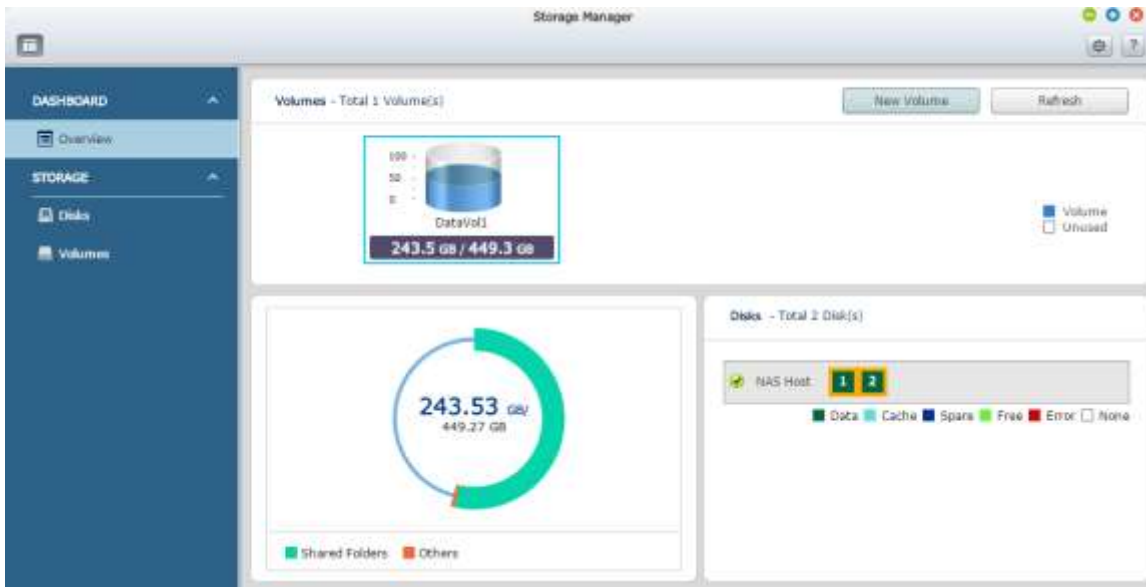 Storage Manager
DASHBOARD
Overview
STORAGE
Disks
Volumes
Volumes - Total 1 Volume(s)
New Volume
Refresh
100
50
0
DataVol1
243.5 GB / 449.3 GB
Volume
Unused
243.53 GB/
449.27 GB
Shared Folders
Others
Disks - Total 2 Disk(s)
NAS Host 1 2
Data Cache Spare Free Error None
?